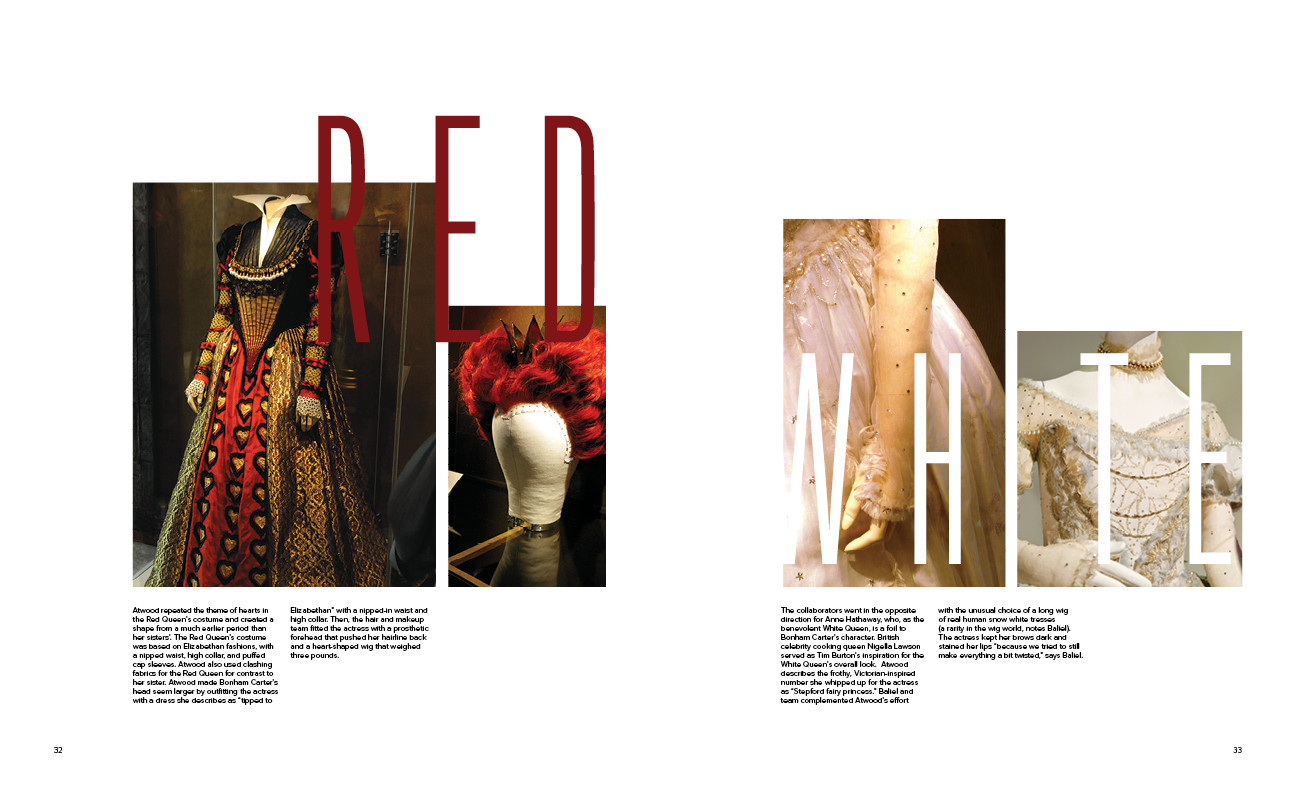 RED
Atwood repeated the theme of hearts in
the Red Queen's costume and created a
shape from a much earlier period than
her sisters'. The Red Queen's costume
was based on Elizabethan fashions, with
a nipped waist, high collar, and puffed
cap sleeves. Atwood also used clashing
fabrics for the Red Queen for contrast to
her sister. Atwood made Bonham Carter's
head seem larger by outfitting the actress
with a dress she describes as "tipped to
Elizabethan" with a nipped-in waist and
high collar. Then, the hair and makeup
team fitted the actress with a prosthetic
forehead that pushed her hairline back
and a heart-shaped wig that weighed
three pounds.
32
WHITE
The collaborators went in the opposite
direction for Anne Hathaway, who, as the
benevolent White Queen, is a foil to
Bonham Carter's character. British
celebrity cooking queen Nigella Lawson
served as Tim Burton's inspiration for the
White Queen's overall look.  Atwood
describes the frothy, Victorian-inspired
number she whipped up for the actress
as "Stepford fairy princess." Baliel and
team complemented Atwood's effort
with the unusual choice of a long wig
of real human snow white tresses
(a rarity in the wig world, notes Baliel).
The actress kept her brows dark and
stained her lips "because we tried to still
make everything a bit twisted," says Baliel.
33